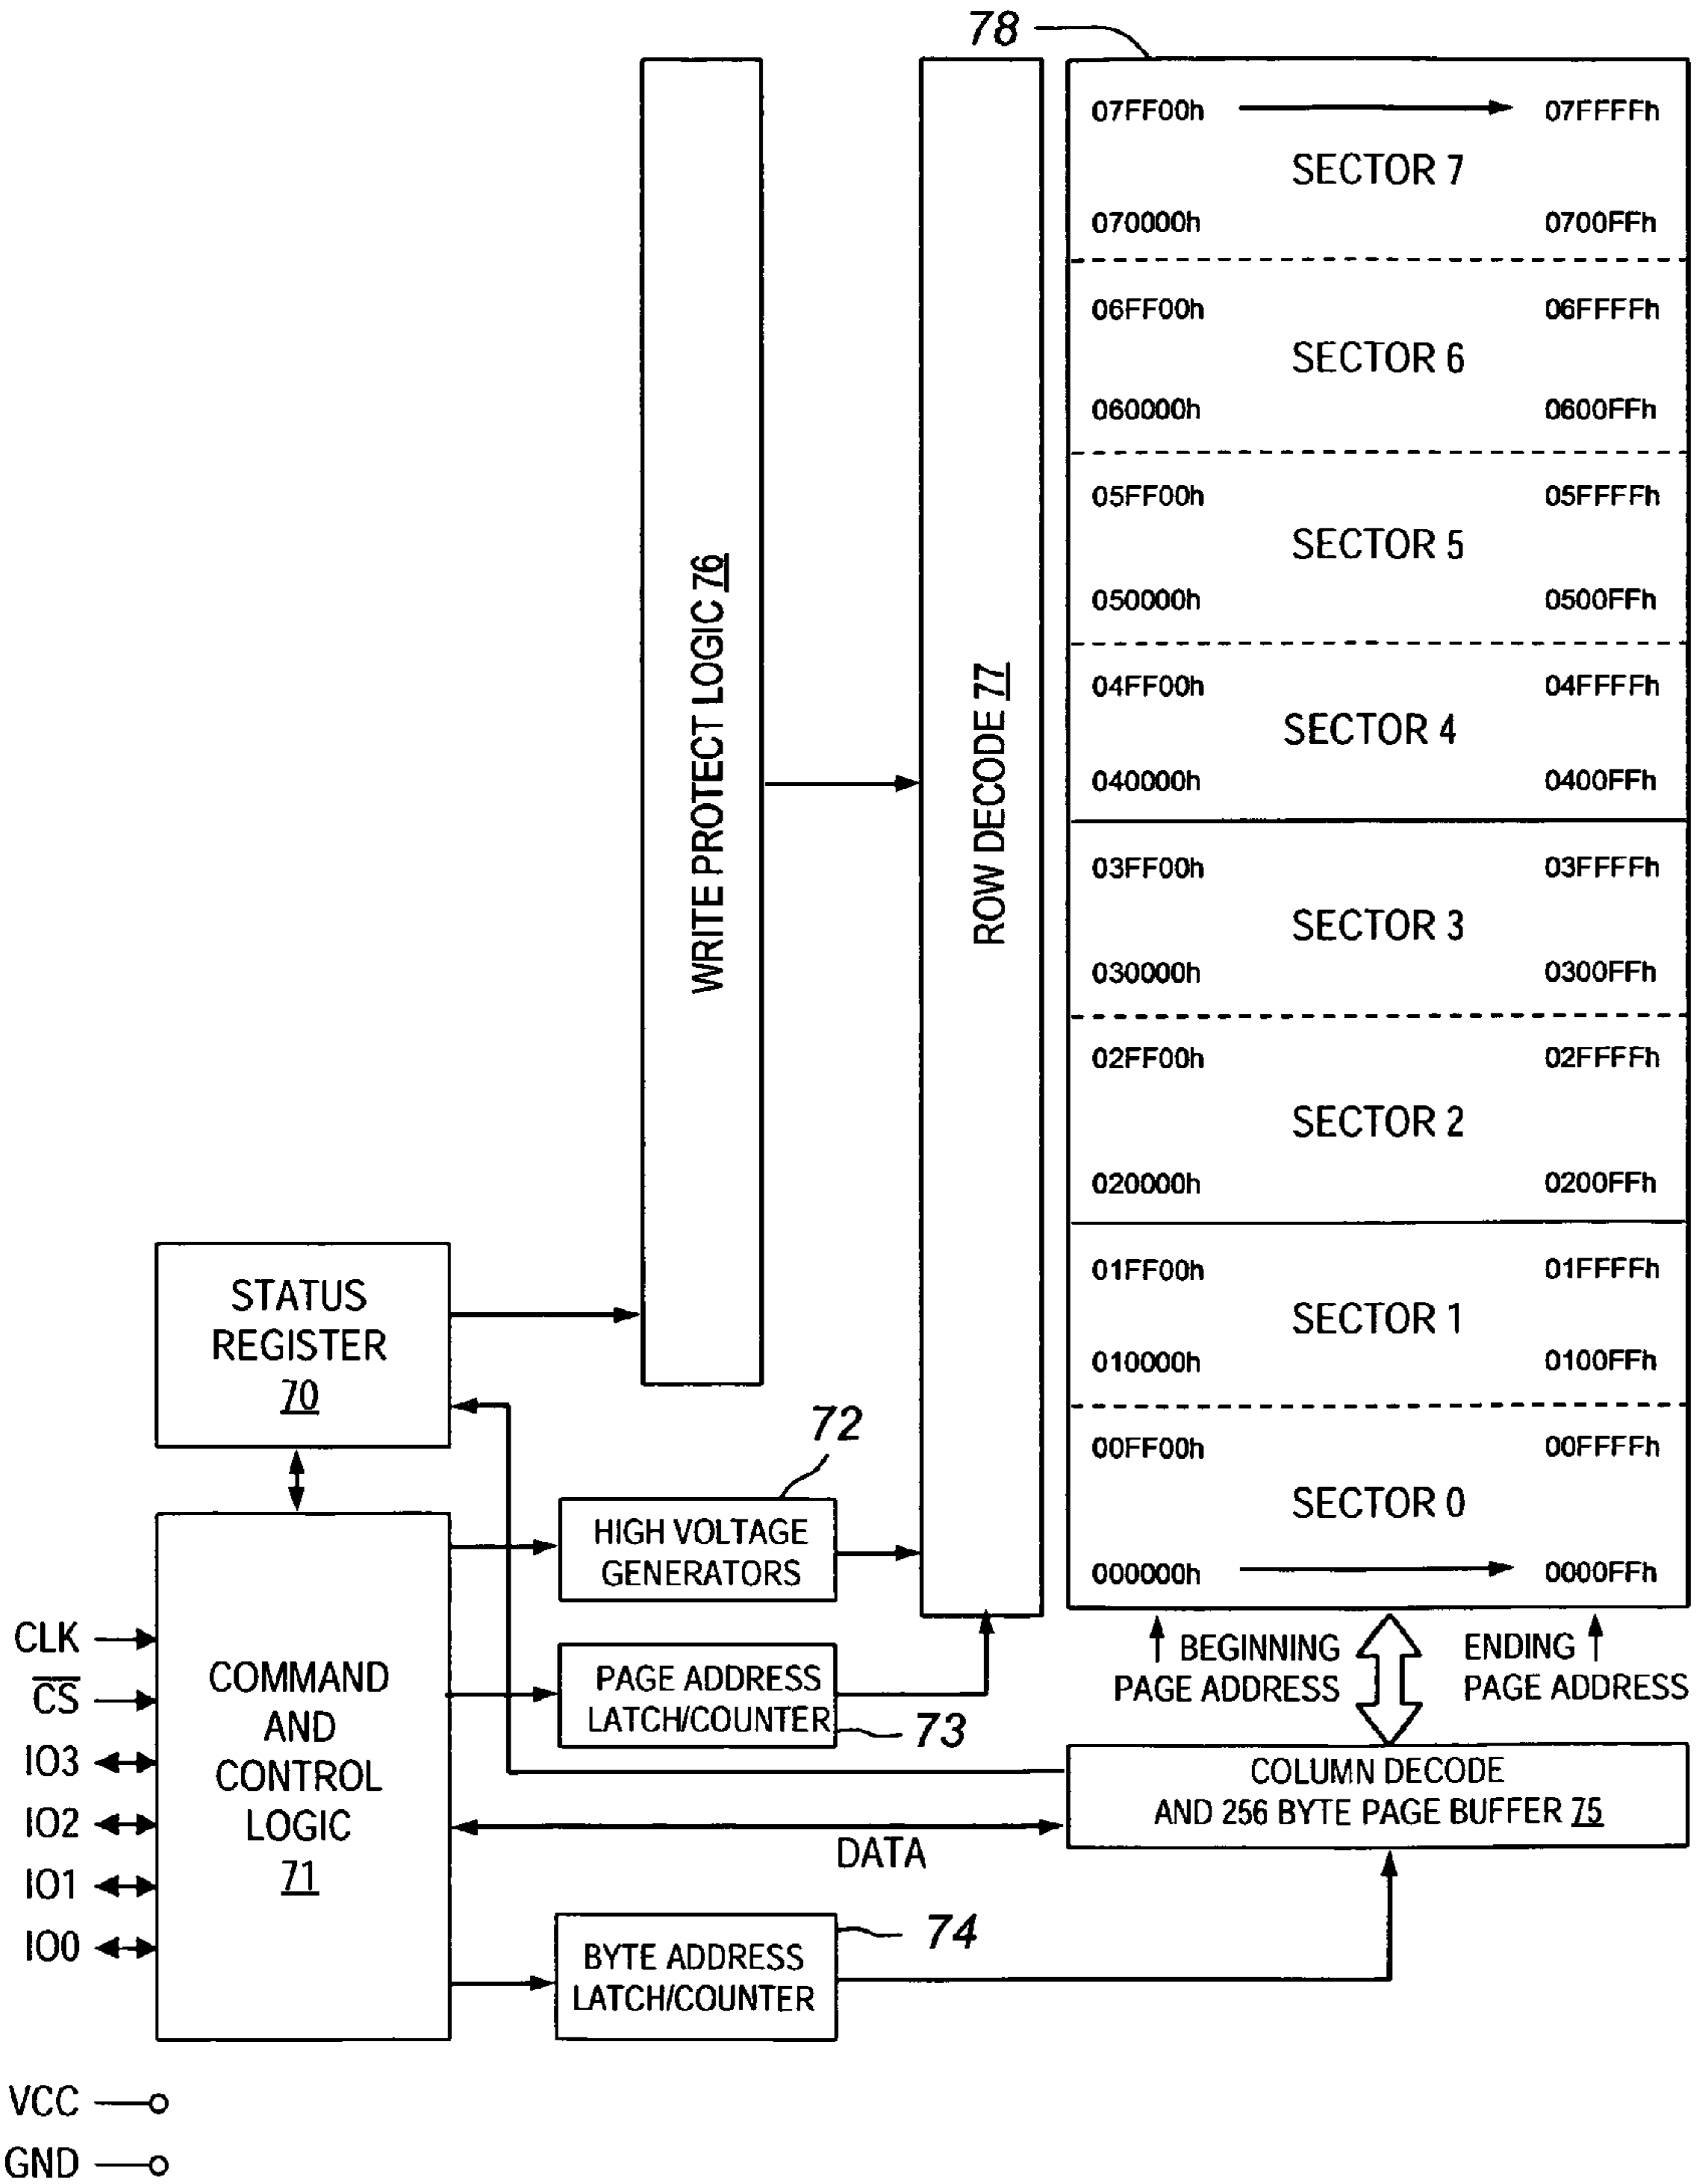 78
07FF00h 07FFFFh
SECTOR 7
070000h 0700FFh
06FF00h 06FFFFh
SECTOR 6
060000h 0600FFh
05FF00h 05FFFFh
SECTOR 5
050000h 0500FFh
04FF00h 04FFFFh
SECTOR 4
040000h 0400FFh
03FF00h 03FFFFh
SECTOR 3
030000h 0300FFh
02FF00h 02FFFFh
SECTOR 2
020000h 0200FFh
01FF00h 01FFFFh
SECTOR 1
010000h 0100FFh
00FF00h 00FFFFh
SECTOR 0
000000h 0000FFh
BEGINNING
PAGE ADDRESS
ENDING
PAGE ADDRESS
WRITE PROTECT LOGIC 76
ROW DECODE 77
STATUS
REGISTER
70
72
HIGH VOLTAGE
GENERATORS
PAGE ADDRESS
LATCH/COUNTER
73
COLUMN DECODE
AND 256 BYTE PAGE BUFFER 75
DATA
74
BYTE ADDRESS
LATCH/COUNTER
COMMAND
AND
CONTROL
LOGIC
71
CLK
C̅S̅
IO3
IO2
IO1
IO0
VCC
GND